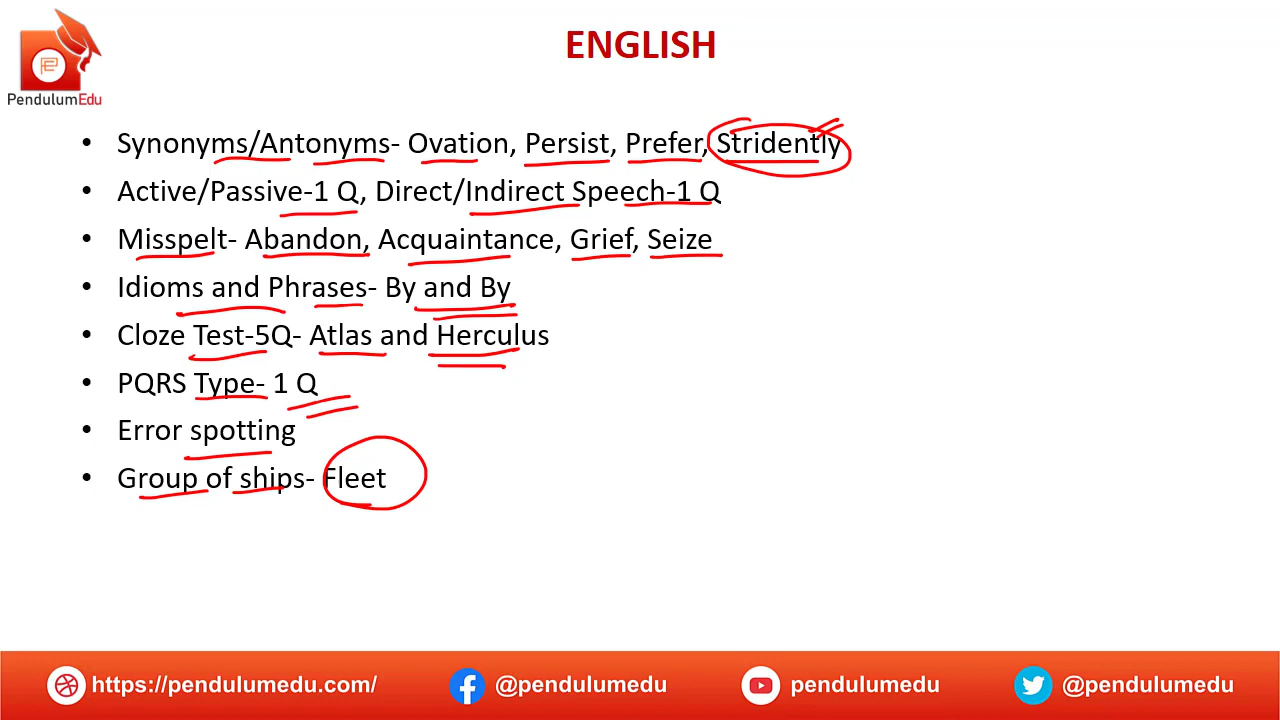 ENGLISH
PendulumEdu
• Synonyms/Antonyms- Ovation, Persist, Prefer, Stridently
• Active/Passive-1 Q, Direct/Indirect Speech-1 Q
• Misspelt- Abandon, Acquaintance, Grief, Seize
• Idioms and Phrases- By and By
• Cloze Test-5Q- Atlas and Herculus
• PQRS Type- 1 Q
• Error spotting
• Group of ships- Fleet
https://pendulumedu.com/ @pendulumedu pendulumedu @pendulumedu